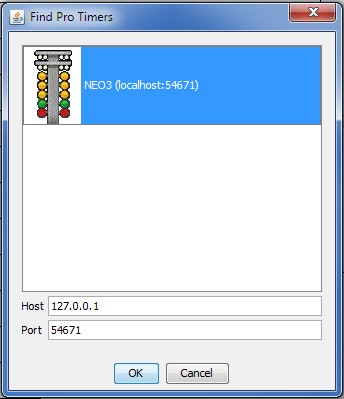 Find Pro Timers
NEO3 (localhost:54671)
Host 127.0.0.1
Port 54671
OK Cancel